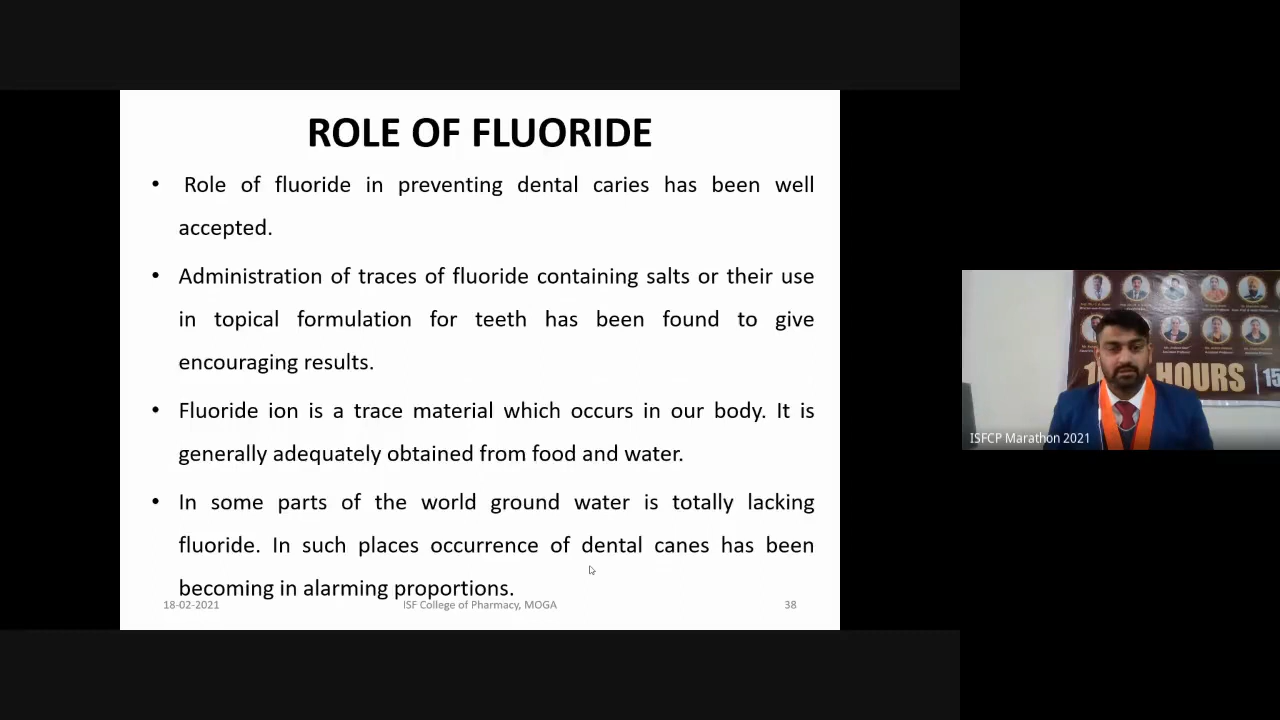 ROLE OF FLUORIDE
• Role of fluoride in preventing dental caries has been well
accepted.
• Administration of traces of fluoride containing salts or their use
in topical formulation for teeth has been found to give
encouraging results.
• Fluoride ion is a trace material which occurs in our body. It is
generally adequately obtained from food and water.
• In some parts of the world ground water is totally lacking
fluoride. In such places occurrence of dental canes has been
becoming in alarming proportions.
18-02-2021
ISF College of Pharmacy, MOGA
38
HOURS
ISFCP Marathon 2021